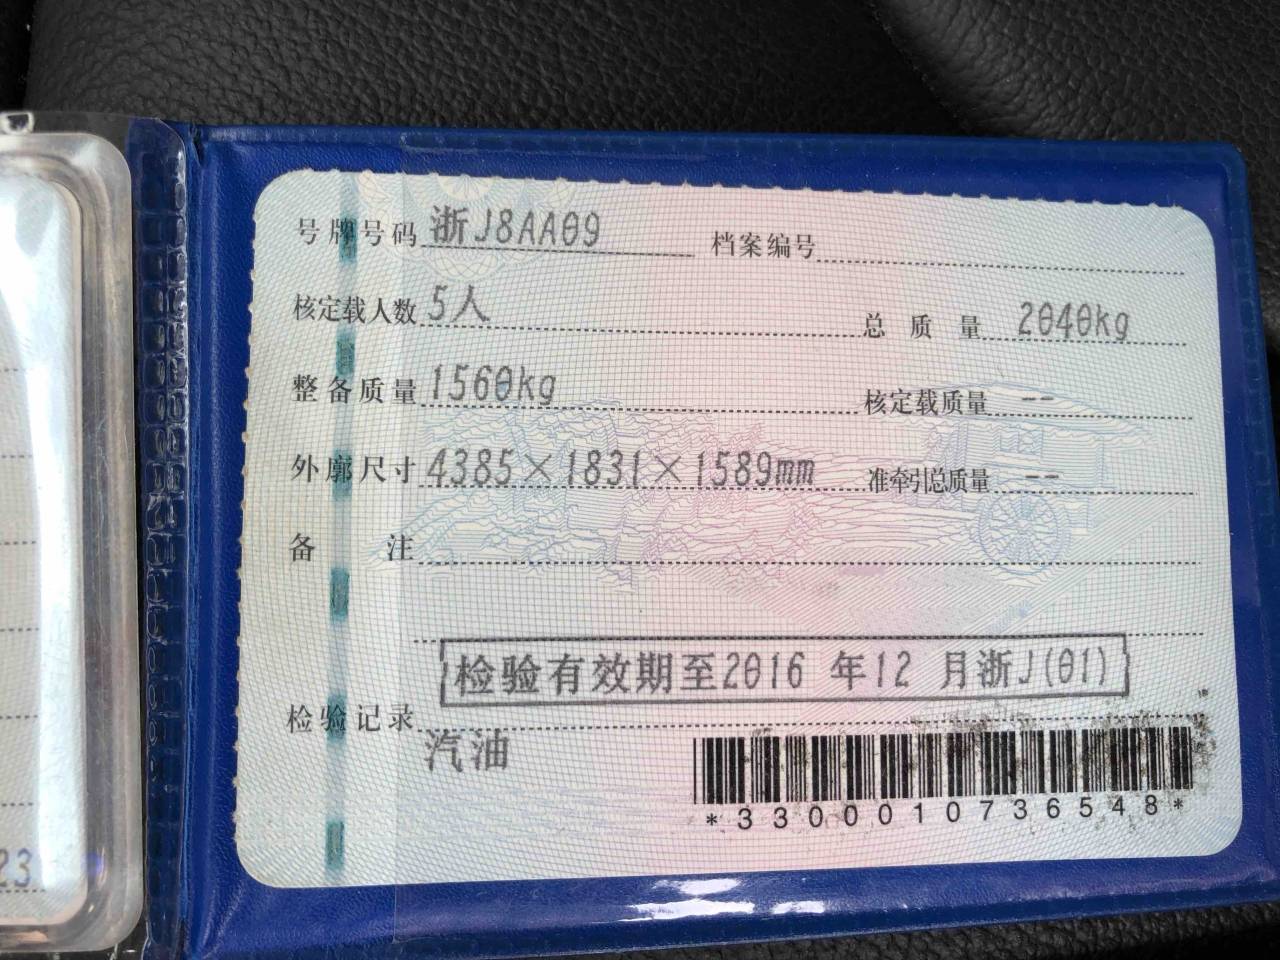 号牌号码 浙J8AA09 档案编号
核定载人数 5人 总质量 2040kg
整备质量 1560kg 核定载质量 --
外廓尺寸 4385×1831×1589mm 准牵引总质量 --
备注
检验有效期至2016 年12 月浙J(01)
检验记录
汽油
*3300010736548*
23